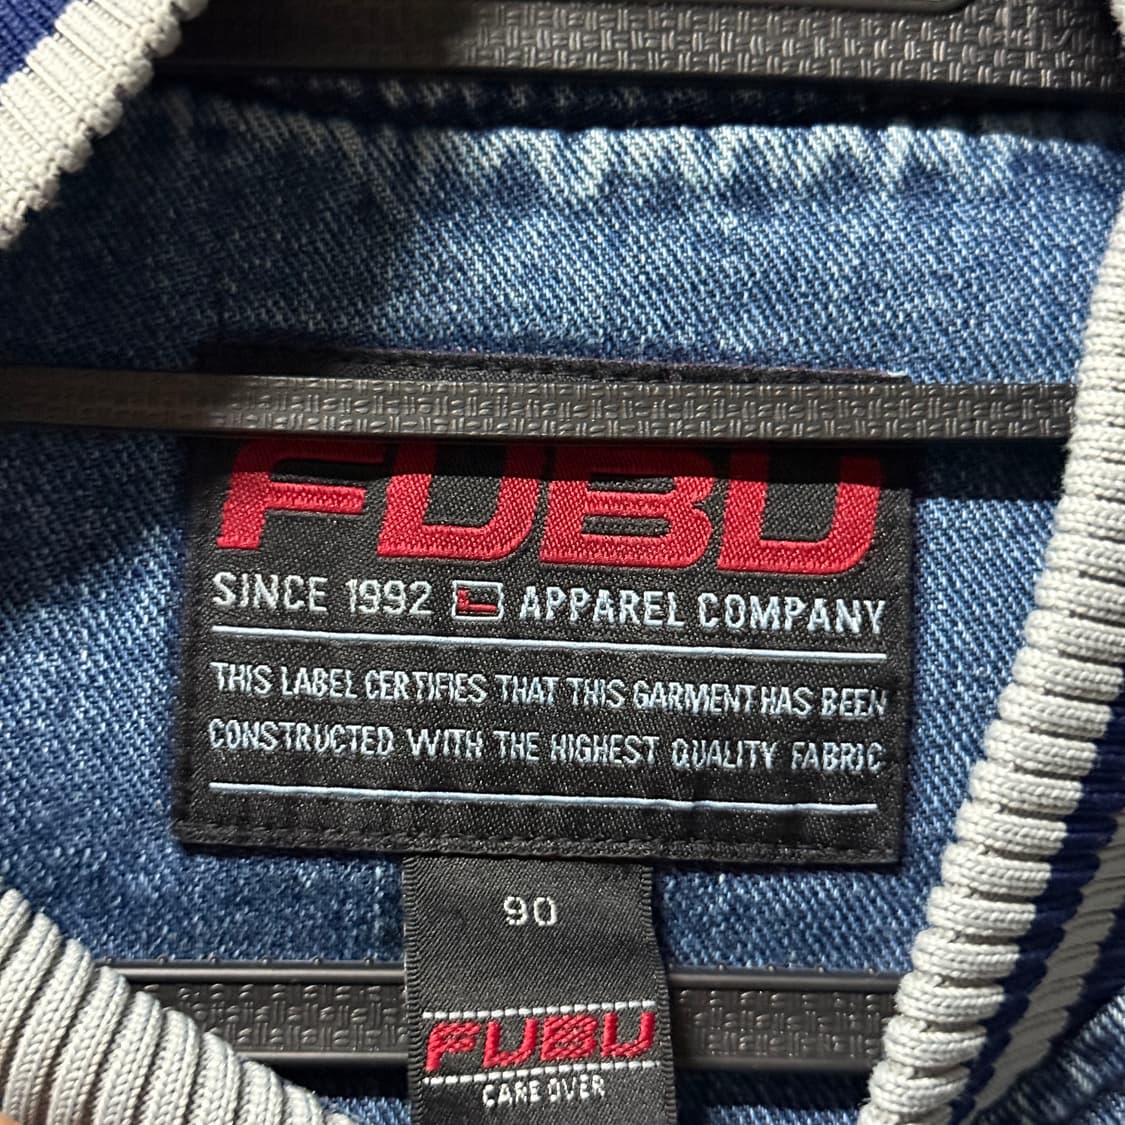 FUBU
SINCE 1992 APPAREL COMPANY
THIS LABEL CERTIFIES THAT THIS GARMENT HAS BEEN
CONSTRUCTED WITH THE HIGHEST QUALITY FABRIC
90
FUBU
CARE OVER